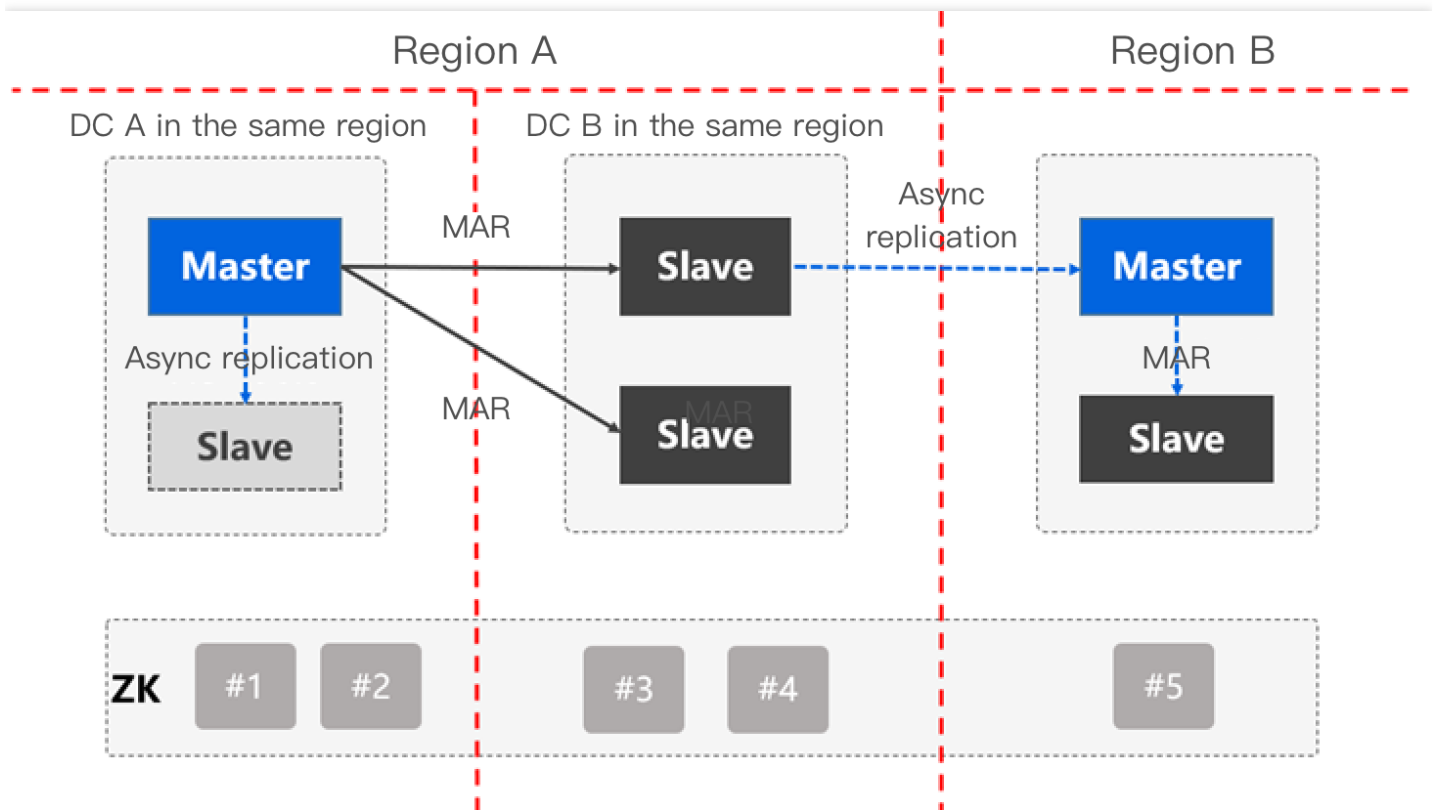 Region A
Region B
DC A in the same region
DC B in the same region
Async
replication
MAR
Master
Slave
Master
Async replication
MAR
MAR
MAR
Slave
Slave
Slave
ZK
#1
#2
#3
#4
#5